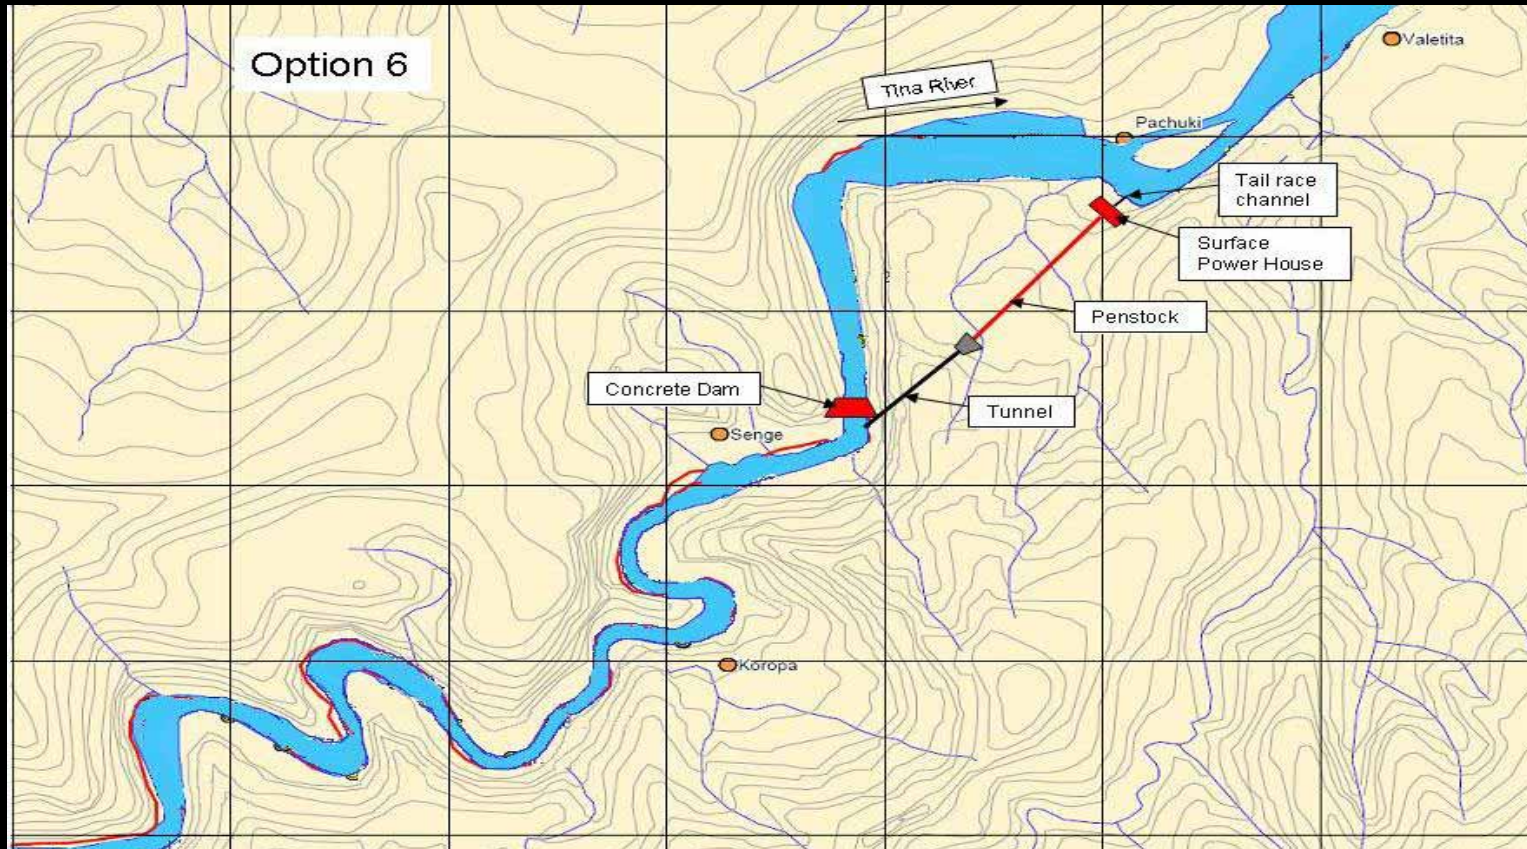 Option 6
Valetita
Tina River
Pachuki
Tail race
channel
Surface
Power House
Penstock
Concrete Dam
Tunnel
Senge
Koropa